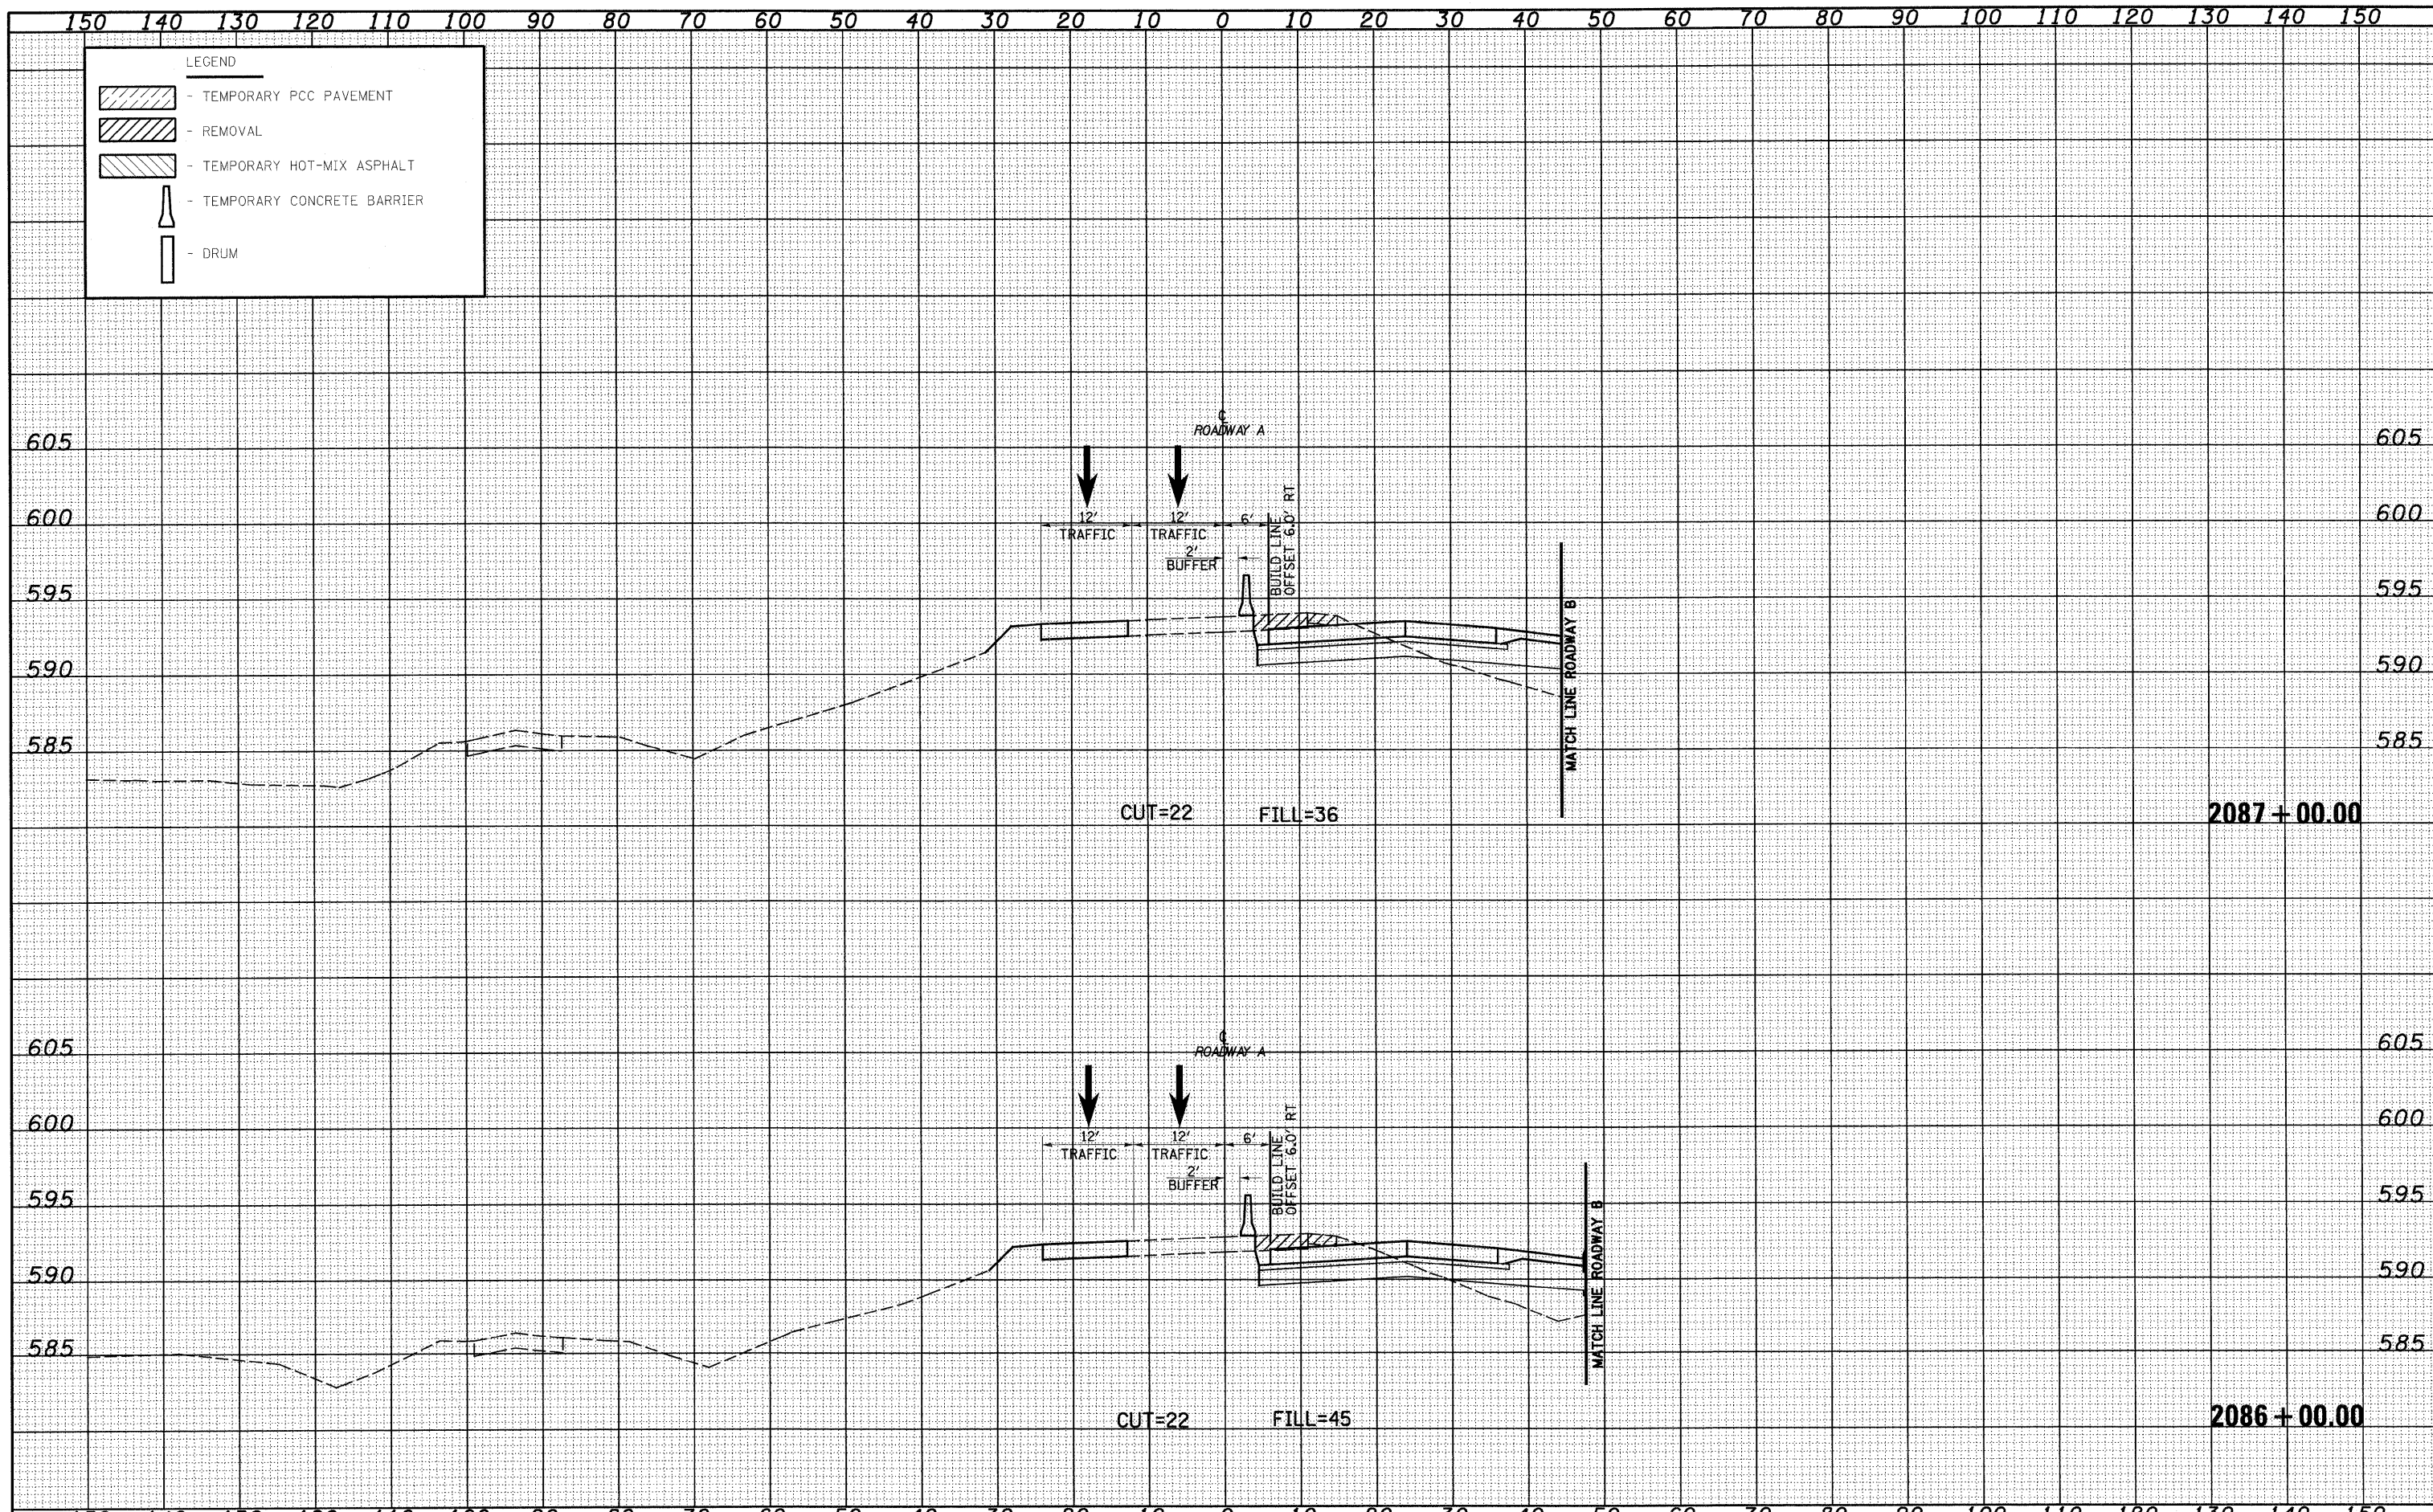 150 140 130 120 110 100 90 80 70 60 50 40 30 20 10 0 10 20 30 40 50 60 70 80 90 100 110 120 130 140 150
LEGEND
- TEMPORARY PCC PAVEMENT
- REMOVAL
- TEMPORARY HOT-MIX ASPHALT
- TEMPORARY CONCRETE BARRIER
- DRUM
℄
ROADWAY A
605 605
600 600
12' 12' 6'
TRAFFIC TRAFFIC
2'
BUFFER
BUILD LINE
OFFSET 6.0' RT
595 595
590 590
585 585
MATCH LINE ROADWAY B
CUT=22 FILL=36
2087+00.00
℄
ROADWAY A
605 605
600 600
12' 12' 6'
TRAFFIC TRAFFIC
2'
BUFFER
BUILD LINE
OFFSET 6.0' RT
595 595
590 590
585 585
MATCH LINE ROADWAY B
CUT=22 FILL=45
2086+00.00